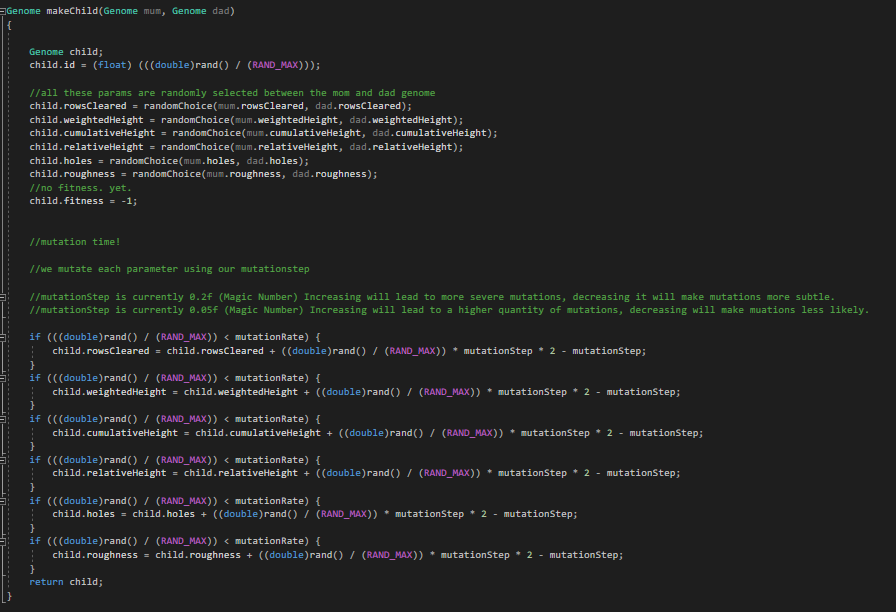 Genome makeChild(Genome mum, Genome dad)
{
Genome child;
child.id = (float) (((double)rand() / (RAND_MAX)));
//all these params are randomly selected between the mom and dad genome
child.rowsCleared = randomChoice(mum.rowsCleared, dad.rowsCleared);
child.weightedHeight = randomChoice(mum.weightedHeight, dad.weightedHeight);
child.cumulativeHeight = randomChoice(mum.cumulativeHeight, dad.cumulativeHeight);
child.relativeHeight = randomChoice(mum.relativeHeight, dad.relativeHeight);
child.holes = randomChoice(mum.holes, dad.holes);
child.roughness = randomChoice(mum.roughness, dad.roughness);
//no fitness. yet.
child.fitness = -1;
//mutation time!
//we mutate each parameter using our mutationstep
//mutationStep is currently 0.2f (Magic Number) Increasing will lead to more severe mutations, decreasing it will make mutations more subtle.
//mutationStep is currently 0.05f (Magic Number) Increasing will lead to a higher quantity of mutations, decreasing will make muations less likely.
if (((double)rand() / (RAND_MAX)) < mutationRate) {
child.rowsCleared = child.rowsCleared + ((double)rand() / (RAND_MAX)) * mutationStep * 2 - mutationStep;
}
if (((double)rand() / (RAND_MAX)) < mutationRate) {
child.weightedHeight = child.weightedHeight + ((double)rand() / (RAND_MAX)) * mutationStep * 2 - mutationStep;
}
if (((double)rand() / (RAND_MAX)) < mutationRate) {
child.cumulativeHeight = child.cumulativeHeight + ((double)rand() / (RAND_MAX)) * mutationStep * 2 - mutationStep;
}
if (((double)rand() / (RAND_MAX)) < mutationRate) {
child.relativeHeight = child.relativeHeight + ((double)rand() / (RAND_MAX)) * mutationStep * 2 - mutationStep;
}
if (((double)rand() / (RAND_MAX)) < mutationRate) {
child.holes = child.holes + ((double)rand() / (RAND_MAX)) * mutationStep * 2 - mutationStep;
}
if (((double)rand() / (RAND_MAX)) < mutationRate) {
child.roughness = child.roughness + ((double)rand() / (RAND_MAX)) * mutationStep * 2 - mutationStep;
}
return child;
}